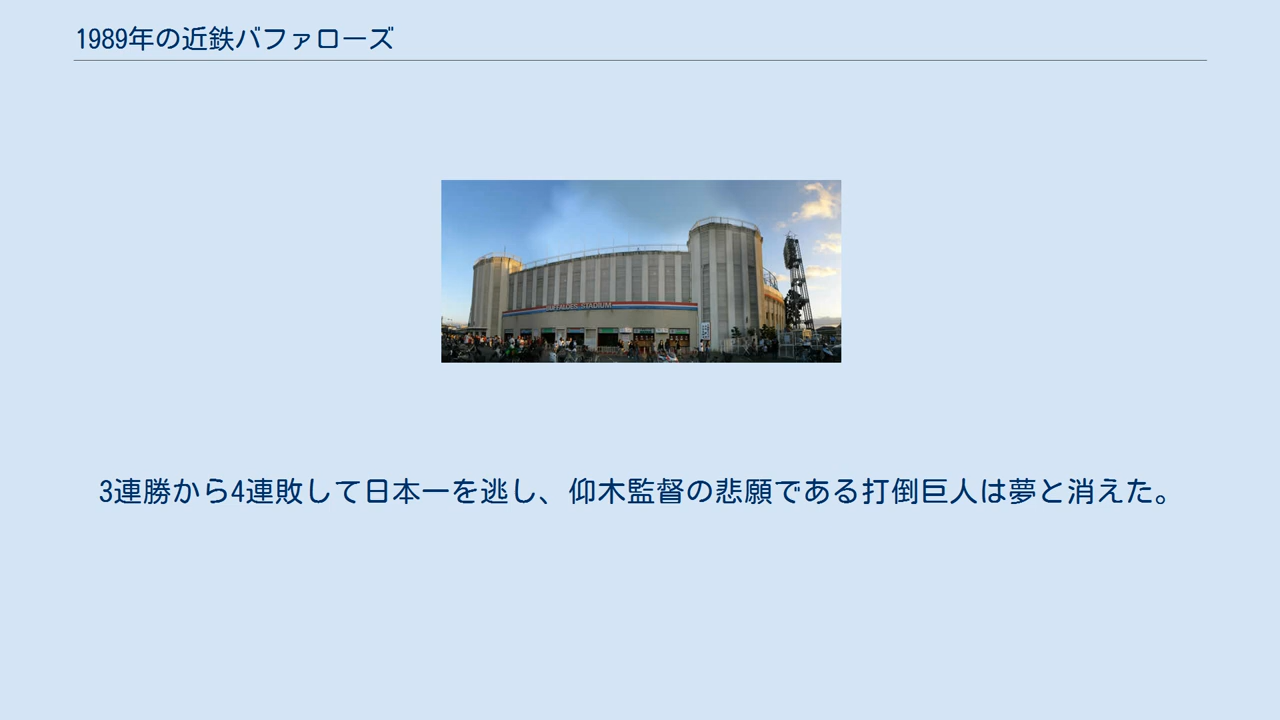 1989年の近鉄バファローズ
BUFFALOES STADIUM
3連勝から4連敗して日本一を逃し、仰木監督の悲願である打倒巨人は夢と消えた。